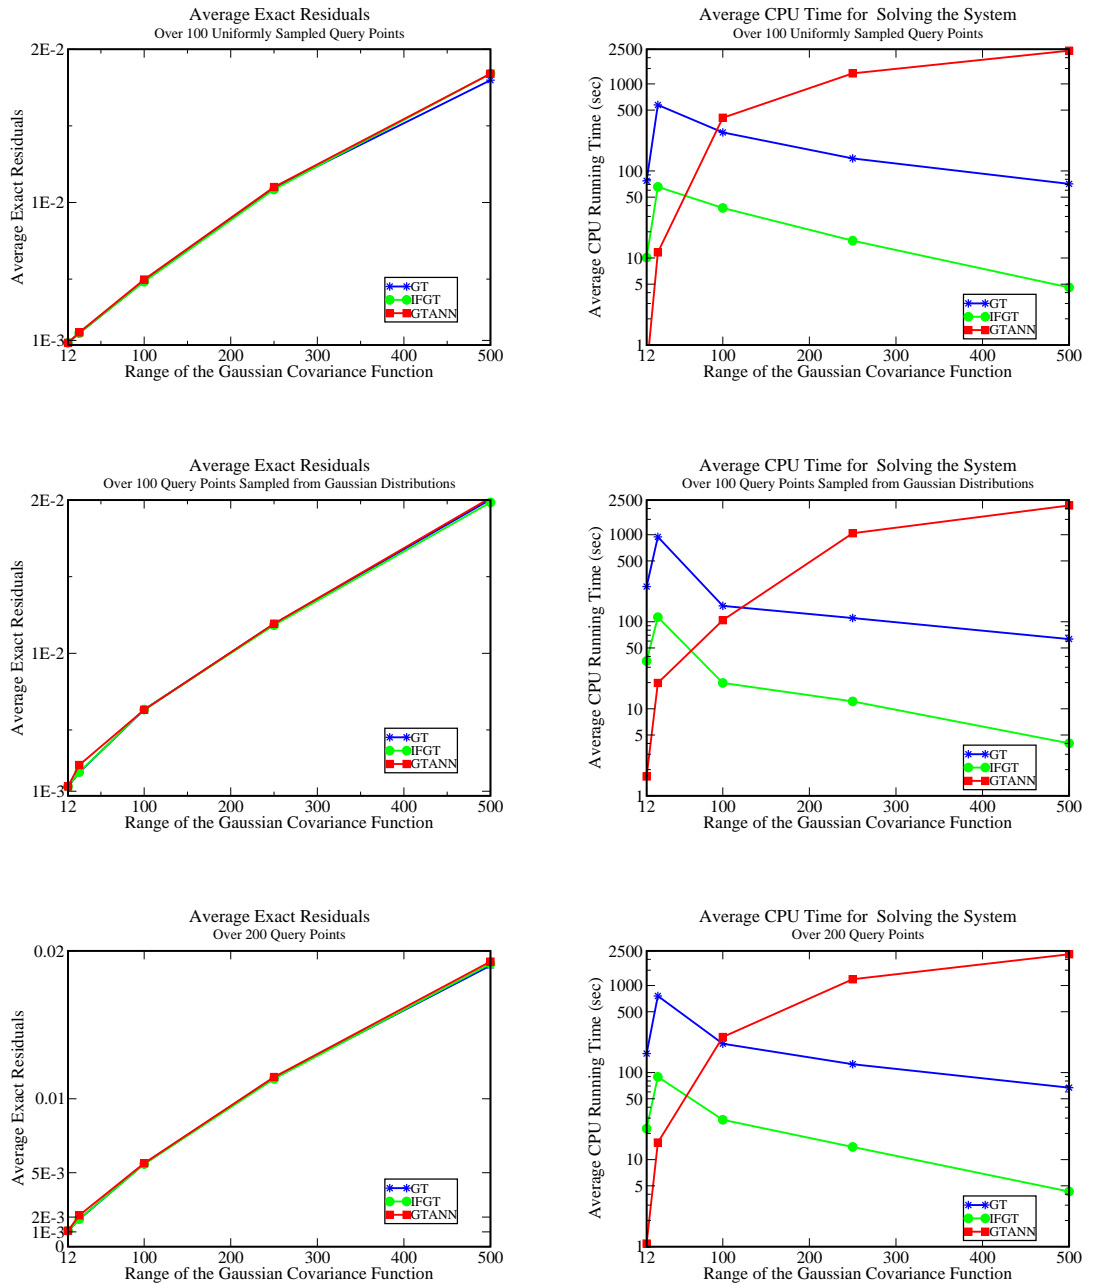 Average Exact Residuals
Over 100 Uniformly Sampled Query Points
2E-2
1E-2
1E-3
Average Exact Residuals
GT
IFGT
GTANN
12 100 200 300 400 500
Range of the Gaussian Covariance Function
Average CPU Time for Solving the System
Over 100 Uniformly Sampled Query Points
2500
1000
500
100
50
10
5
1
Average CPU Running Time (sec)
GT
IFGT
GTANN
12 100 200 300 400 500
Range of the Gaussian Covariance Function
Average Exact Residuals
Over 100 Query Points Sampled from Gaussian Distributions
2E-2
1E-2
1E-3
Average Exact Residuals
GT
IFGT
GTANN
12 100 200 300 400 500
Range of the Gaussian Covariance Function
Average CPU Time for Solving the System
Over 100 Query Points Sampled from Gaussian Distributions
2500
1000
500
100
50
10
5
1
Average CPU Running Time (sec)
GT
IFGT
GTANN
12 100 200 300 400 500
Range of the Gaussian Covariance Function
Average Exact Residuals
Over 200 Query Points
0.02
0.01
5E-3
2E-3
1E-3
0
Average Exact Residuals
GT
IFGT
GTANN
12 100 200 300 400 500
Range of the Gaussian Covariance Function
Average CPU Time for Solving the System
Over 200 Query Points
2500
1000
500
100
50
10
5
1
Average CPU Running Time (sec)
GT
IFGT
GTANN
12 100 200 300 400 500
Range of the Gaussian Covariance Function